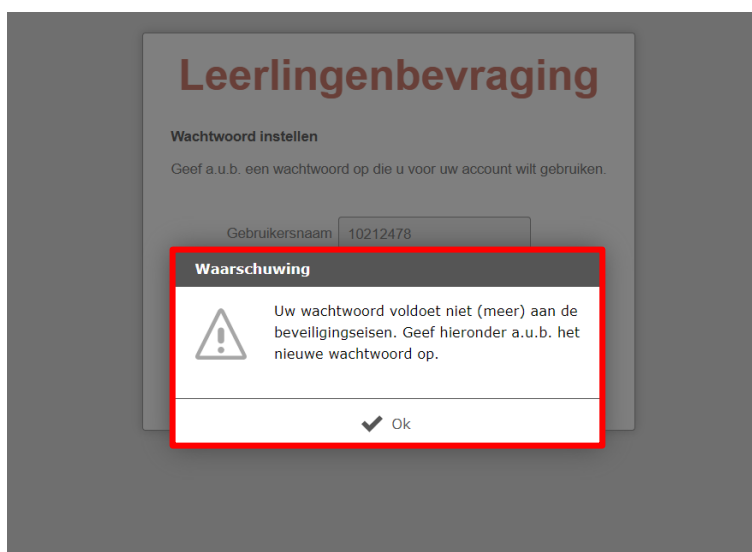 Leerlingenbevraging
Wachtwoord instellen
Geef a.u.b. een wachtwoord op die u voor uw account wilt gebruiken.
Gebruikersnaam 10212478
Waarschuwing
Uw wachtwoord voldoet niet (meer) aan de
beveiligingseisen. Geef hieronder a.u.b. het
nieuwe wachtwoord op.
Ok